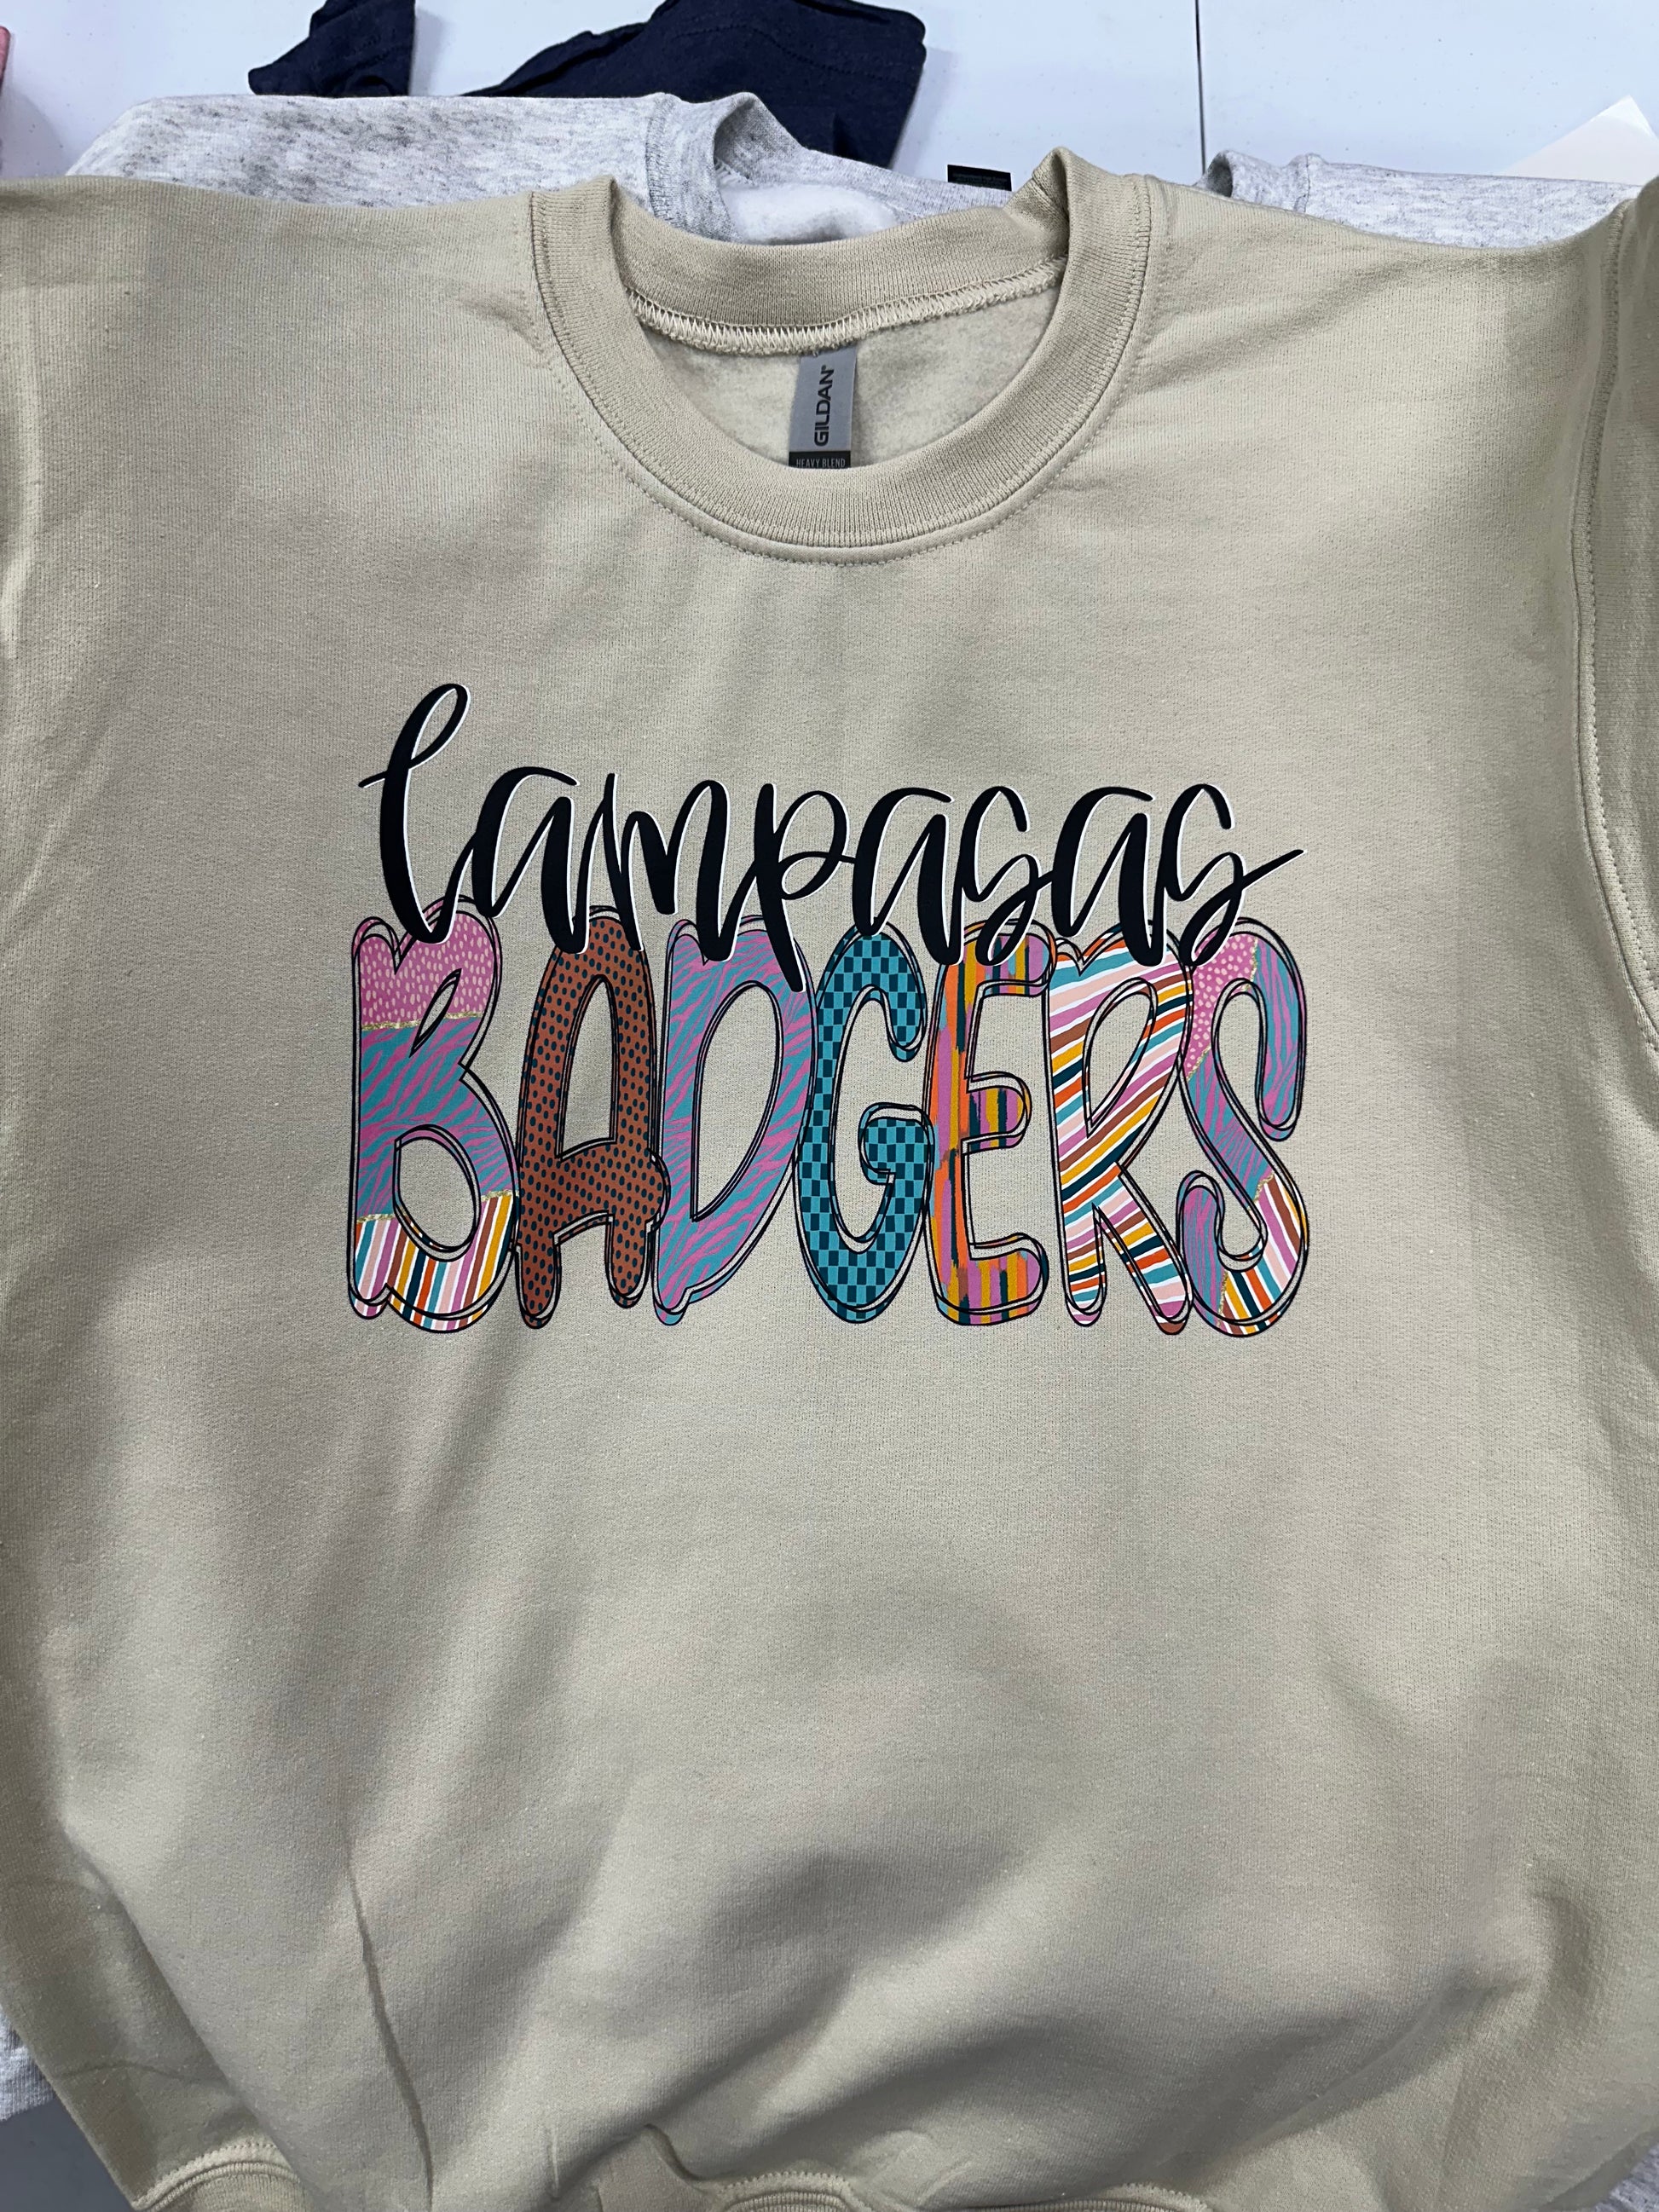 GILDAN
HEAVY BLEND
lampasas
BADGERS